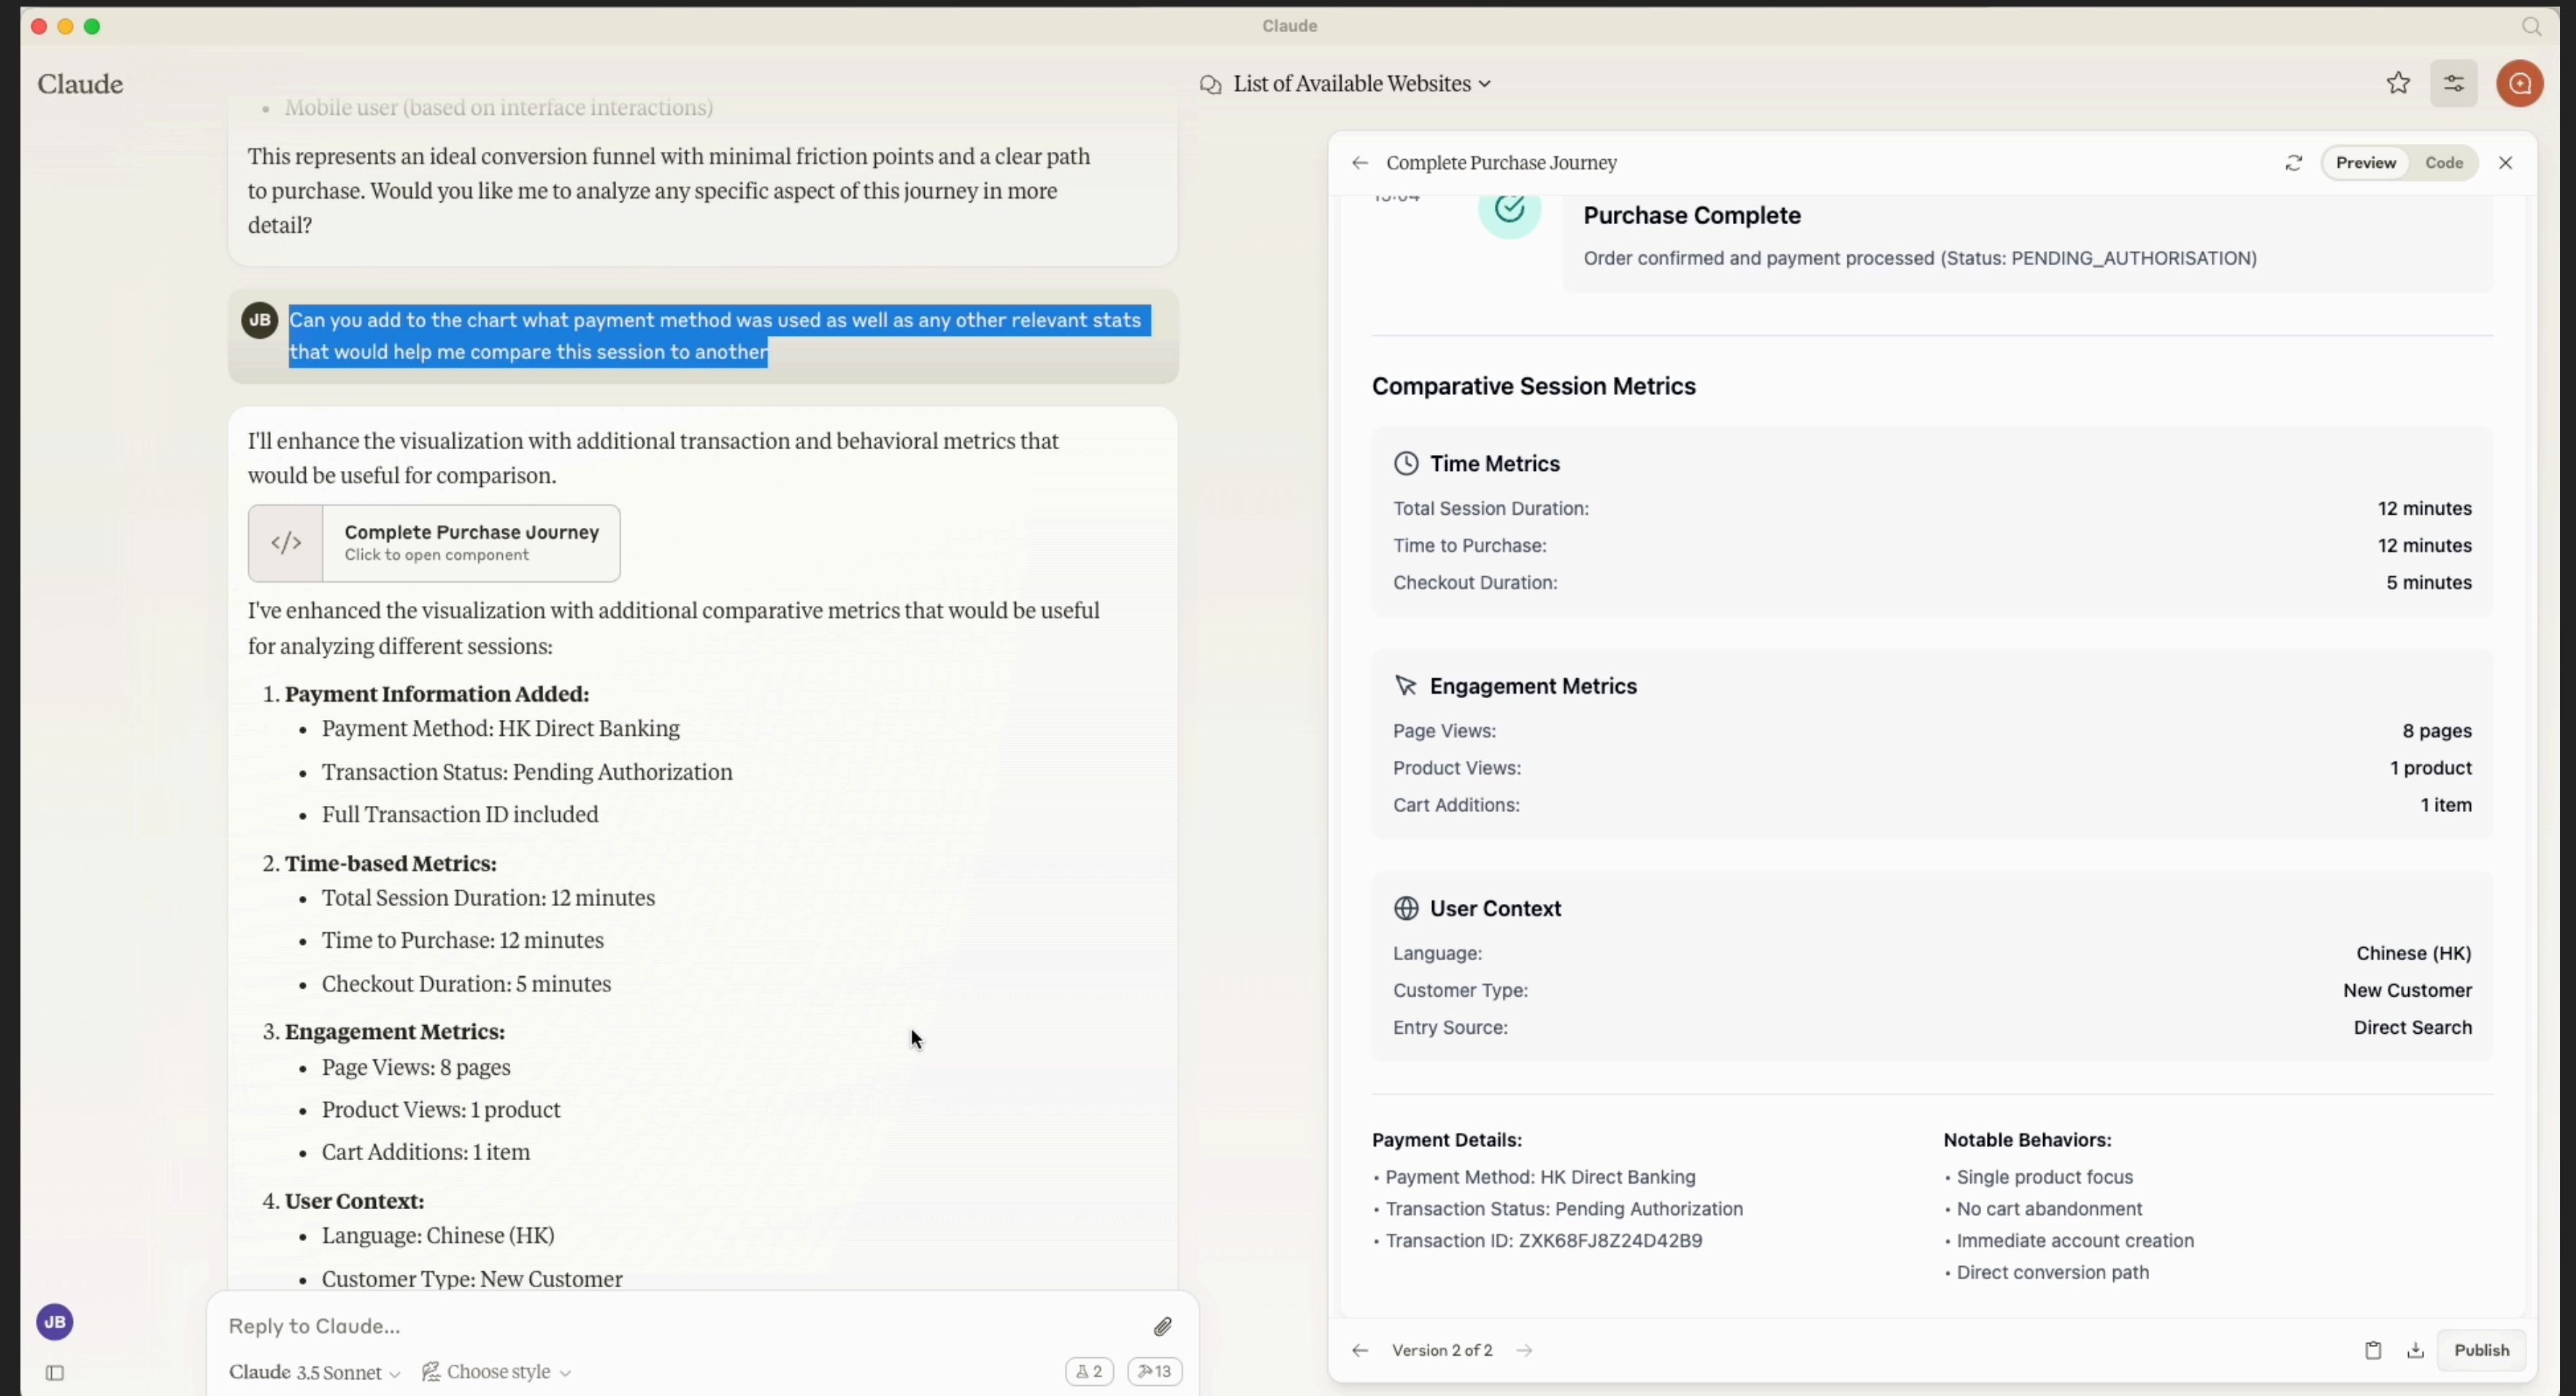 Claude
Claude
List of Available Websites
Mobile user (based on interface interactions)
This represents an ideal conversion funnel with minimal friction points and a clear path
to purchase. Would you like me to analyze any specific aspect of this journey in more
detail?
JB
Can you add to the chart what payment method was used as well as any other relevant stats
that would help me compare this session to another
I'll enhance the visualization with additional transaction and behavioral metrics that
would be useful for comparison.
</>
Complete Purchase Journey
Click to open component
I've enhanced the visualization with additional comparative metrics that would be useful
for analyzing different sessions:
1. Payment Information Added:
• Payment Method: HK Direct Banking
• Transaction Status: Pending Authorization
• Full Transaction ID included
2. Time-based Metrics:
• Total Session Duration: 12 minutes
• Time to Purchase: 12 minutes
• Checkout Duration: 5 minutes
3. Engagement Metrics:
• Page Views: 8 pages
• Product Views: 1 product
• Cart Additions: 1 item
4. User Context:
• Language: Chinese (HK)
• Customer Type: New Customer
JB
Reply to Claude...
Claude 3.5 Sonnet
Choose style
2
13
Complete Purchase Journey
Preview
Code
Purchase Complete
Order confirmed and payment processed (Status: PENDING_AUTHORISATION)
Comparative Session Metrics
Time Metrics
Total Session Duration: 12 minutes
Time to Purchase: 12 minutes
Checkout Duration: 5 minutes
Engagement Metrics
Page Views: 8 pages
Product Views: 1 product
Cart Additions: 1 item
User Context
Language: Chinese (HK)
Customer Type: New Customer
Entry Source: Direct Search
Payment Details:
• Payment Method: HK Direct Banking
• Transaction Status: Pending Authorization
• Transaction ID: ZXK68FJ8Z24D42B9
Notable Behaviors:
• Single product focus
• No cart abandonment
• Immediate account creation
• Direct conversion path
Version 2 of 2
Publish